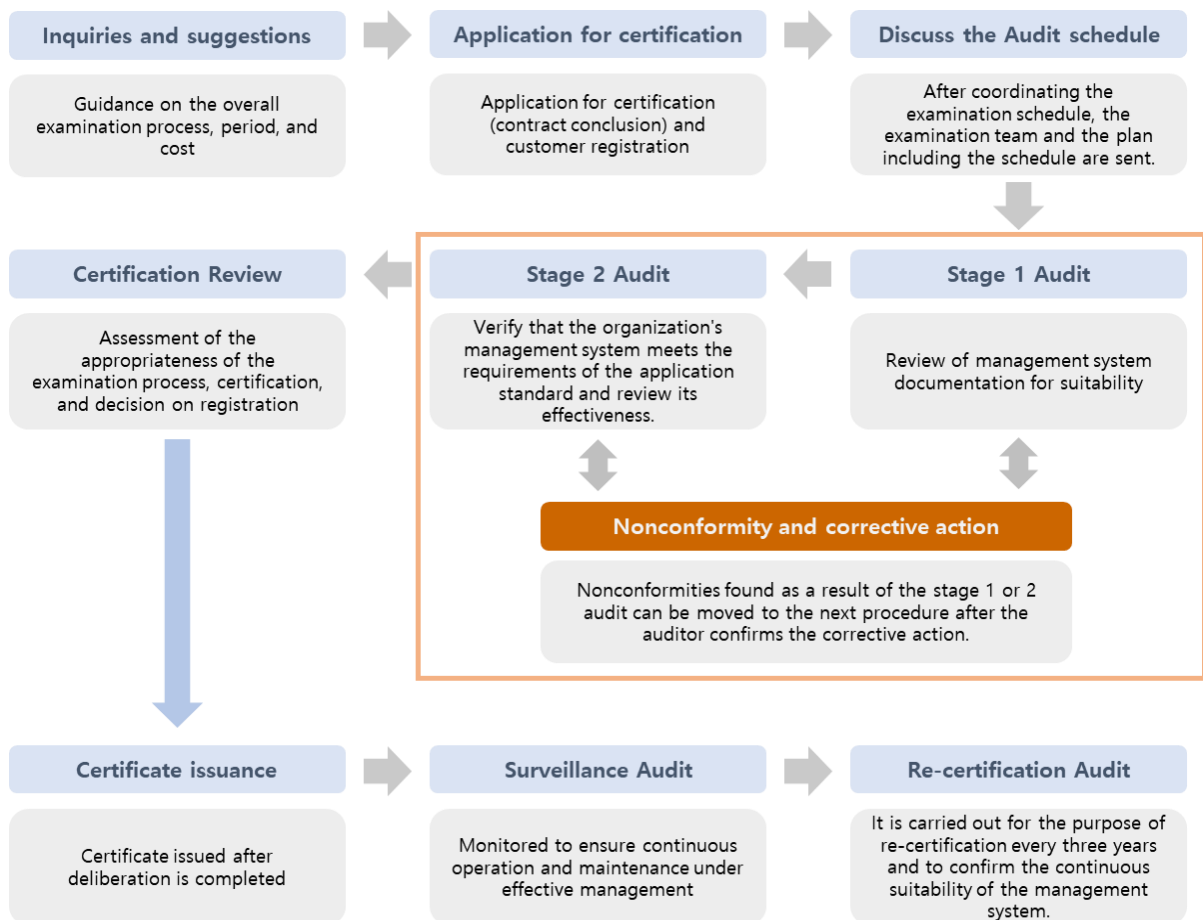 Inquiries and suggestions
Guidance on the overall
examination process, period, and
cost
Application for certification
Application for certification
(contract conclusion) and
customer registration
Discuss the Audit schedule
After coordinating the
examination schedule, the
examination team and the plan
including the schedule are sent.
Stage 1 Audit
Review of management system
documentation for suitability
Stage 2 Audit
Verify that the organization's
management system meets the
requirements of the application
standard and review its
effectiveness.
Nonconformity and corrective action
Nonconformities found as a result of the stage 1 or 2
audit can be moved to the next procedure after the
auditor confirms the corrective action.
Certification Review
Assessment of the
appropriateness of the
examination process, certification,
and decision on registration
Certificate issuance
Certificate issued after
deliberation is completed
Surveillance Audit
Monitored to ensure continuous
operation and maintenance under
effective management
Re-certification Audit
It is carried out for the purpose of
re-certification every three years
and to confirm the continuous
suitability of the management
system.